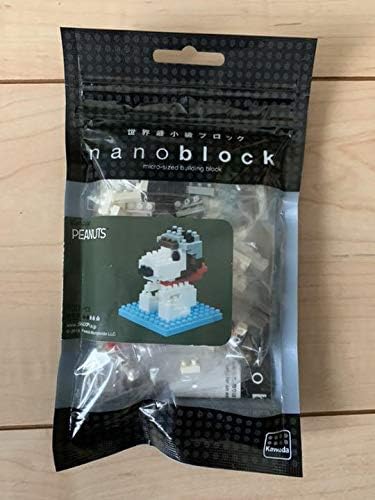 世界最小級ブロック
nanoblock
micro-sized building block
PEANUTS
Kawada